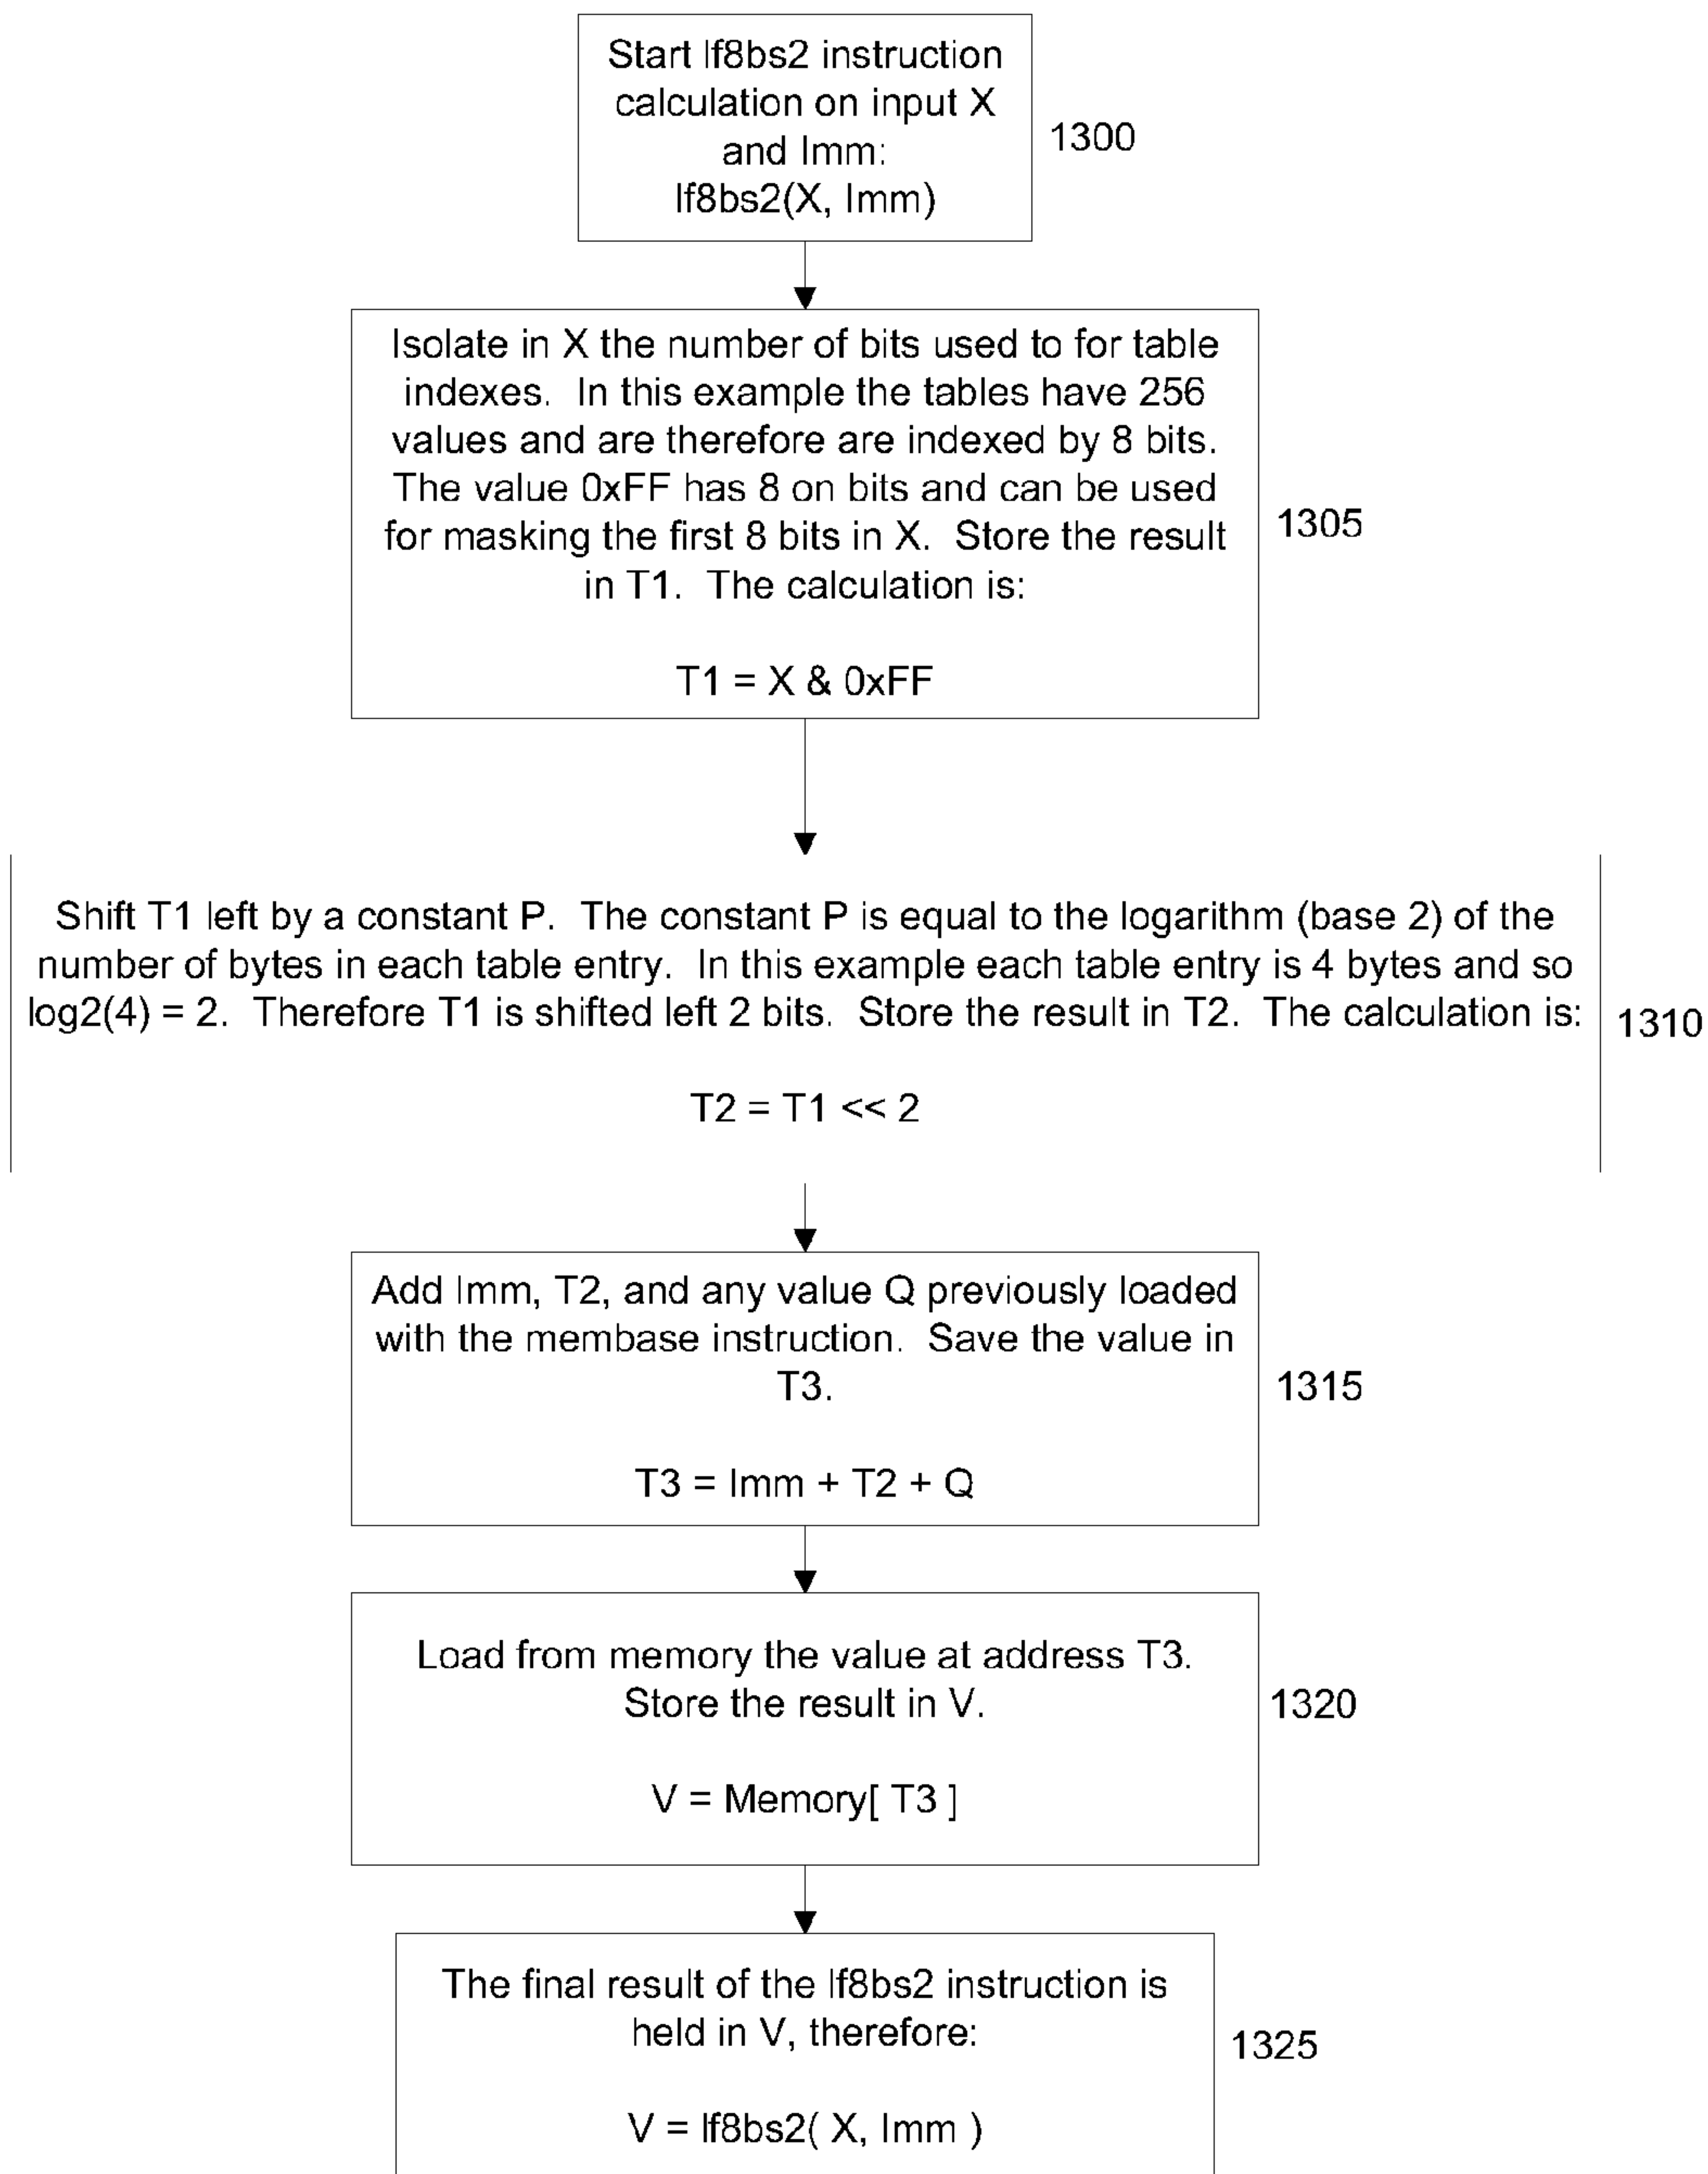 Start lf8bs2 instruction
calculation on input X
and Imm:
lf8bs2(X, Imm)
1300
Isolate in X the number of bits used to for table
indexes. In this example the tables have 256
values and are therefore are indexed by 8 bits.
The value 0xFF has 8 on bits and can be used
for masking the first 8 bits in X. Store the result
in T1. The calculation is:
T1 = X & 0xFF
1305
Shift T1 left by a constant P. The constant P is equal to the logarithm (base 2) of the
number of bytes in each table entry. In this example each table entry is 4 bytes and so
log2(4) = 2. Therefore T1 is shifted left 2 bits. Store the result in T2. The calculation is:
T2 = T1 << 2
1310
Add Imm, T2, and any value Q previously loaded
with the membase instruction. Save the value in
T3.
T3 = Imm + T2 + Q
1315
Load from memory the value at address T3.
Store the result in V.
V = Memory[ T3 ]
1320
The final result of the lf8bs2 instruction is
held in V, therefore:
V = lf8bs2( X, Imm )
1325